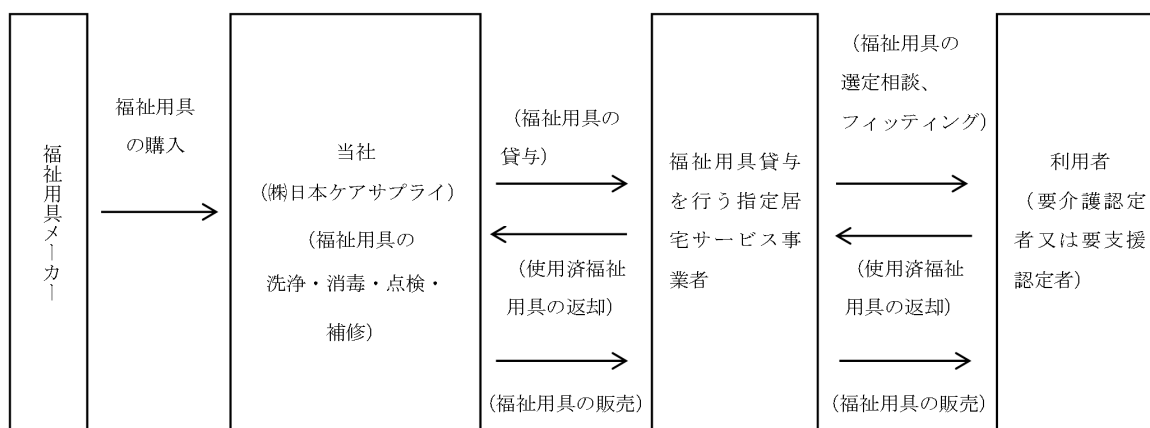 福祉用具メーカー
福祉用具
の購入
当社
(㈱日本ケアサプライ)
(福祉用具の
洗浄・消毒・点検・
補修)
(福祉用具の
貸与)
(使用済福祉
用具の返却)
(福祉用具の販売)
福祉用具貸与
を行う指定居
宅サービス事
業者
(福祉用具の
選定相談、
フィッティング)
(使用済福祉
用具の返却)
(福祉用具の販売)
利用者
(要介護認定
者又は要支援
認定者)